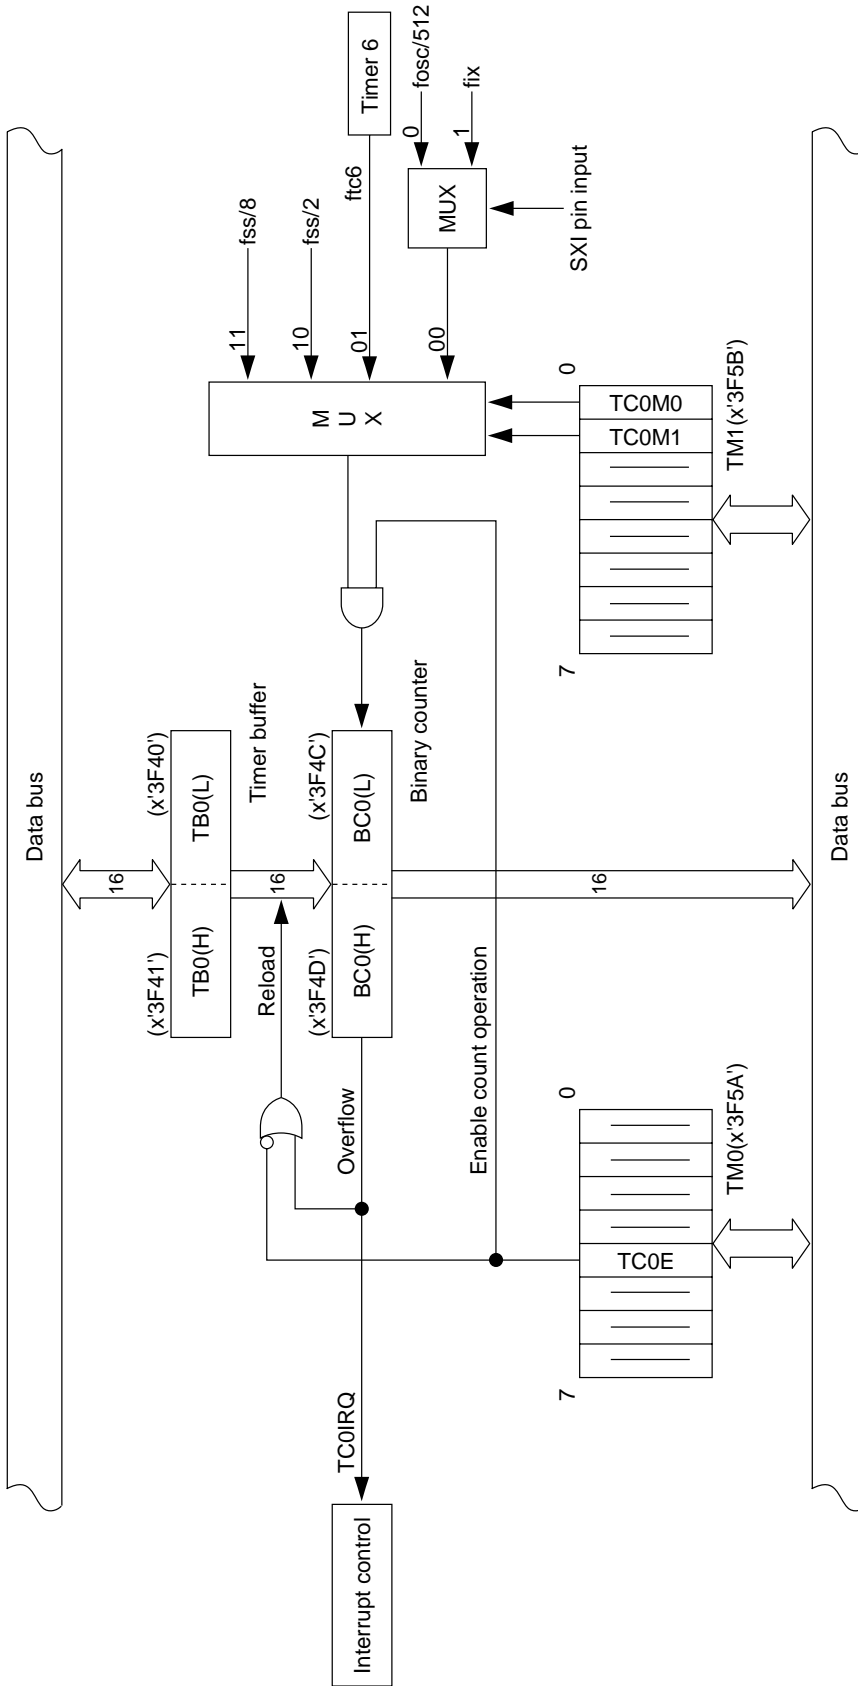 Data bus
(x'3F41')
(x'3F40')
16
TB0(H)
TB0(L)
Timer buffer
Reload
16
(x'3F4D')
(x'3F4C')
BC0(H)
BC0(L)
Binary counter
Overflow
TC0IRQ
Interrupt control
16
Enable count operation
M
U
X
11
fss/8
10
fss/2
01
ftc6
Timer 6
00
MUX
0
fosc/512
1
fix
SXI pin input
7
0
TC0E
TM0(x'3F5A')
7
0
TC0M1
TC0M0
TM1(x'3F5B')
Data bus